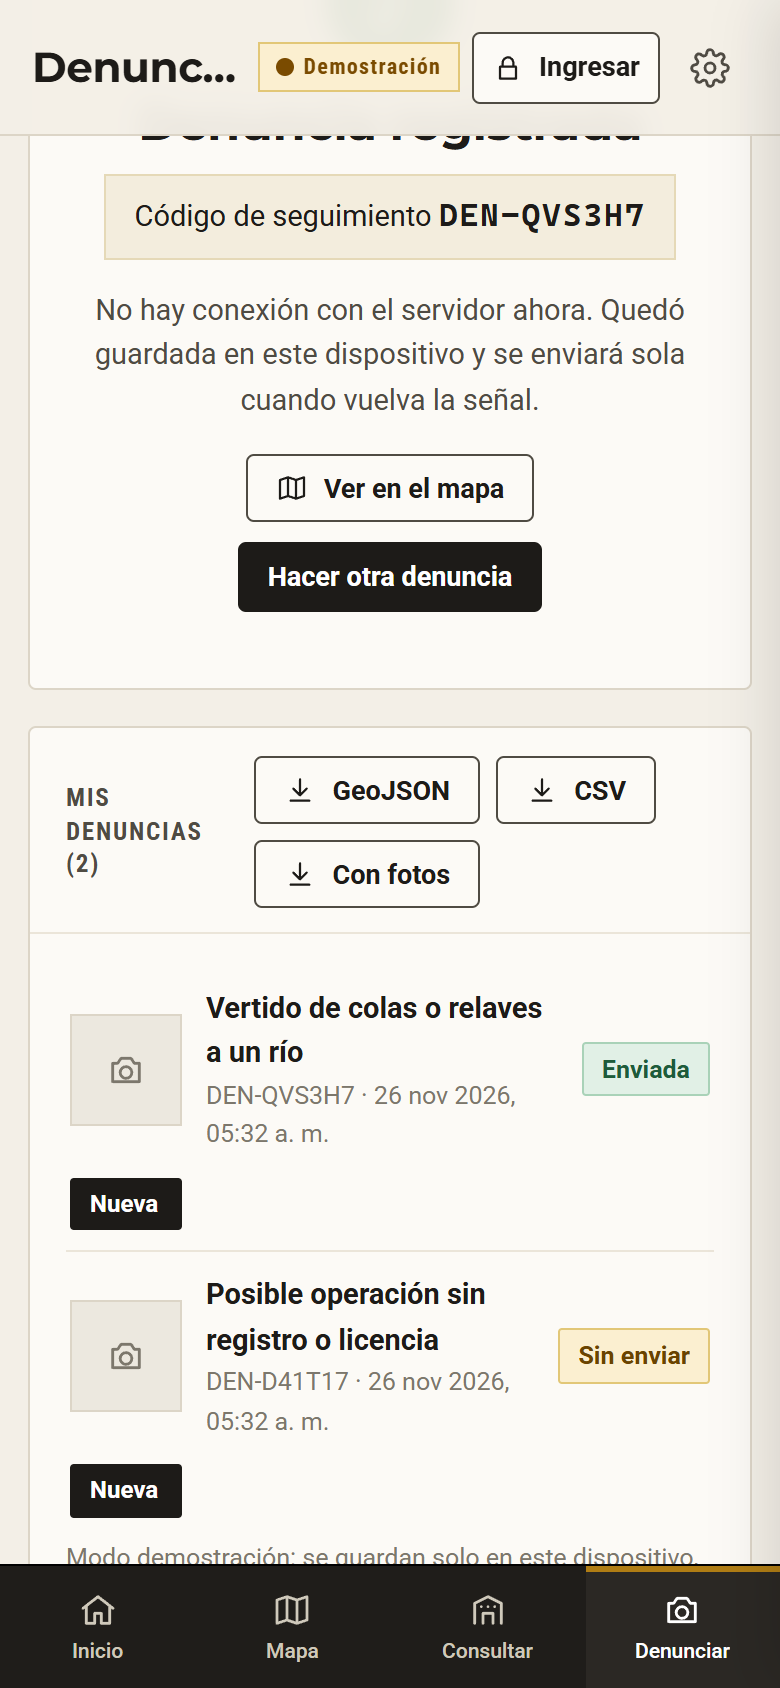 Denunc...
Demostración
Ingresar
Denuncia registrada
Código de seguimiento DEN-QVS3H7
No hay conexión con el servidor ahora. Quedó
guardada en este dispositivo y se enviará sola
cuando vuelva la señal.
Ver en el mapa
Hacer otra denuncia
MIS
DENUNCIAS
(2)
GeoJSON
CSV
Con fotos
Vertido de colas o relaves
a un río
DEN-QVS3H7 · 26 nov 2026,
05:32 a. m.
Enviada
Nueva
Posible operación sin
registro o licencia
DEN-D41T17 · 26 nov 2026,
05:32 a. m.
Sin enviar
Nueva
Modo demostración: se guardan solo en este dispositivo.
Inicio
Mapa
Consultar
Denunciar